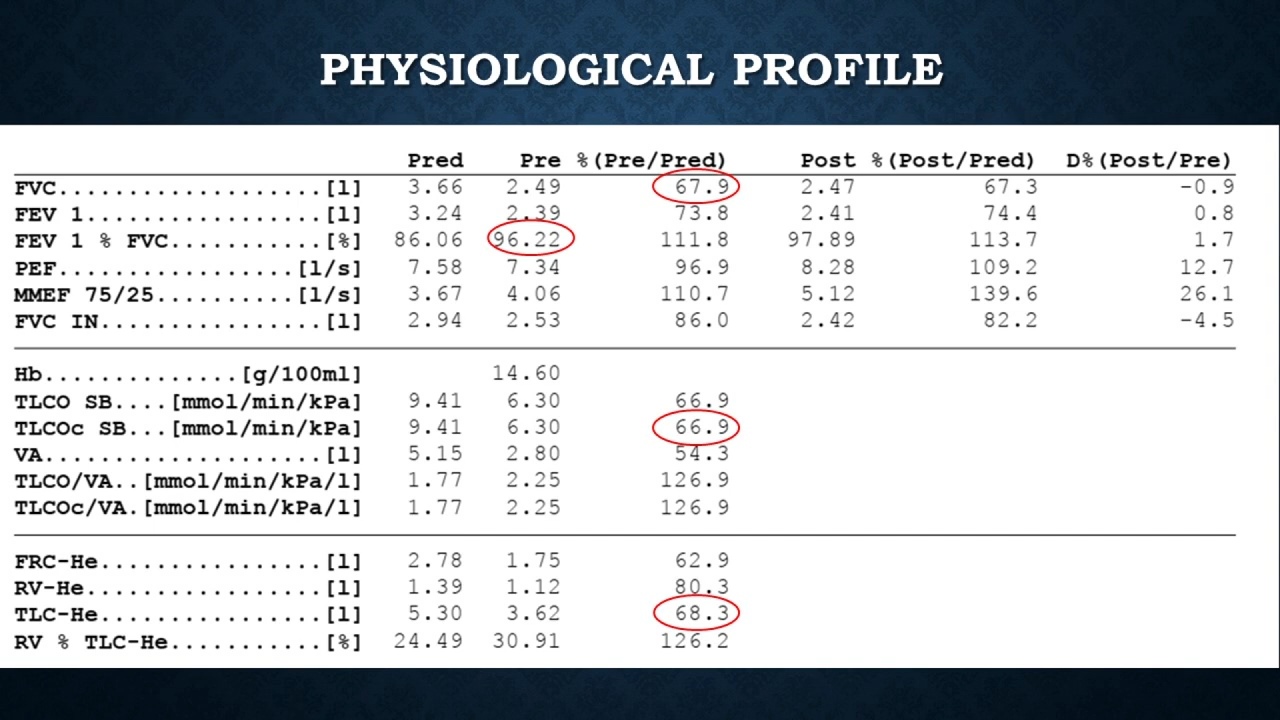 PHYSIOLOGICAL PROFILE
Pred Pre %(Pre/Pred) Post %(Post/Pred) D%(Post/Pre)
FVC...................[l] 3.66 2.49 67.9 2.47 67.3 -0.9
FEV 1.................[l] 3.24 2.39 73.8 2.41 74.4 0.8
FEV 1 % FVC...........[%] 86.06 96.22 111.8 97.89 113.7 1.7
PEF.................[l/s] 7.58 7.34 96.9 8.28 109.2 12.7
MMEF 75/25..........[l/s] 3.67 4.06 110.7 5.12 139.6 26.1
FVC IN................[l] 2.94 2.53 86.0 2.42 82.2 -4.5
Hb..............[g/100ml] 14.60
TLCO SB....[mmol/min/kPa] 9.41 6.30 66.9
TLCOc SB...[mmol/min/kPa] 9.41 6.30 66.9
VA....................[l] 5.15 2.80 54.3
TLCO/VA..[mmol/min/kPa/l] 1.77 2.25 126.9
TLCOc/VA.[mmol/min/kPa/l] 1.77 2.25 126.9
FRC-He................[l] 2.78 1.75 62.9
RV-He.................[l] 1.39 1.12 80.3
TLC-He................[l] 5.30 3.62 68.3
RV % TLC-He...........[%] 24.49 30.91 126.2